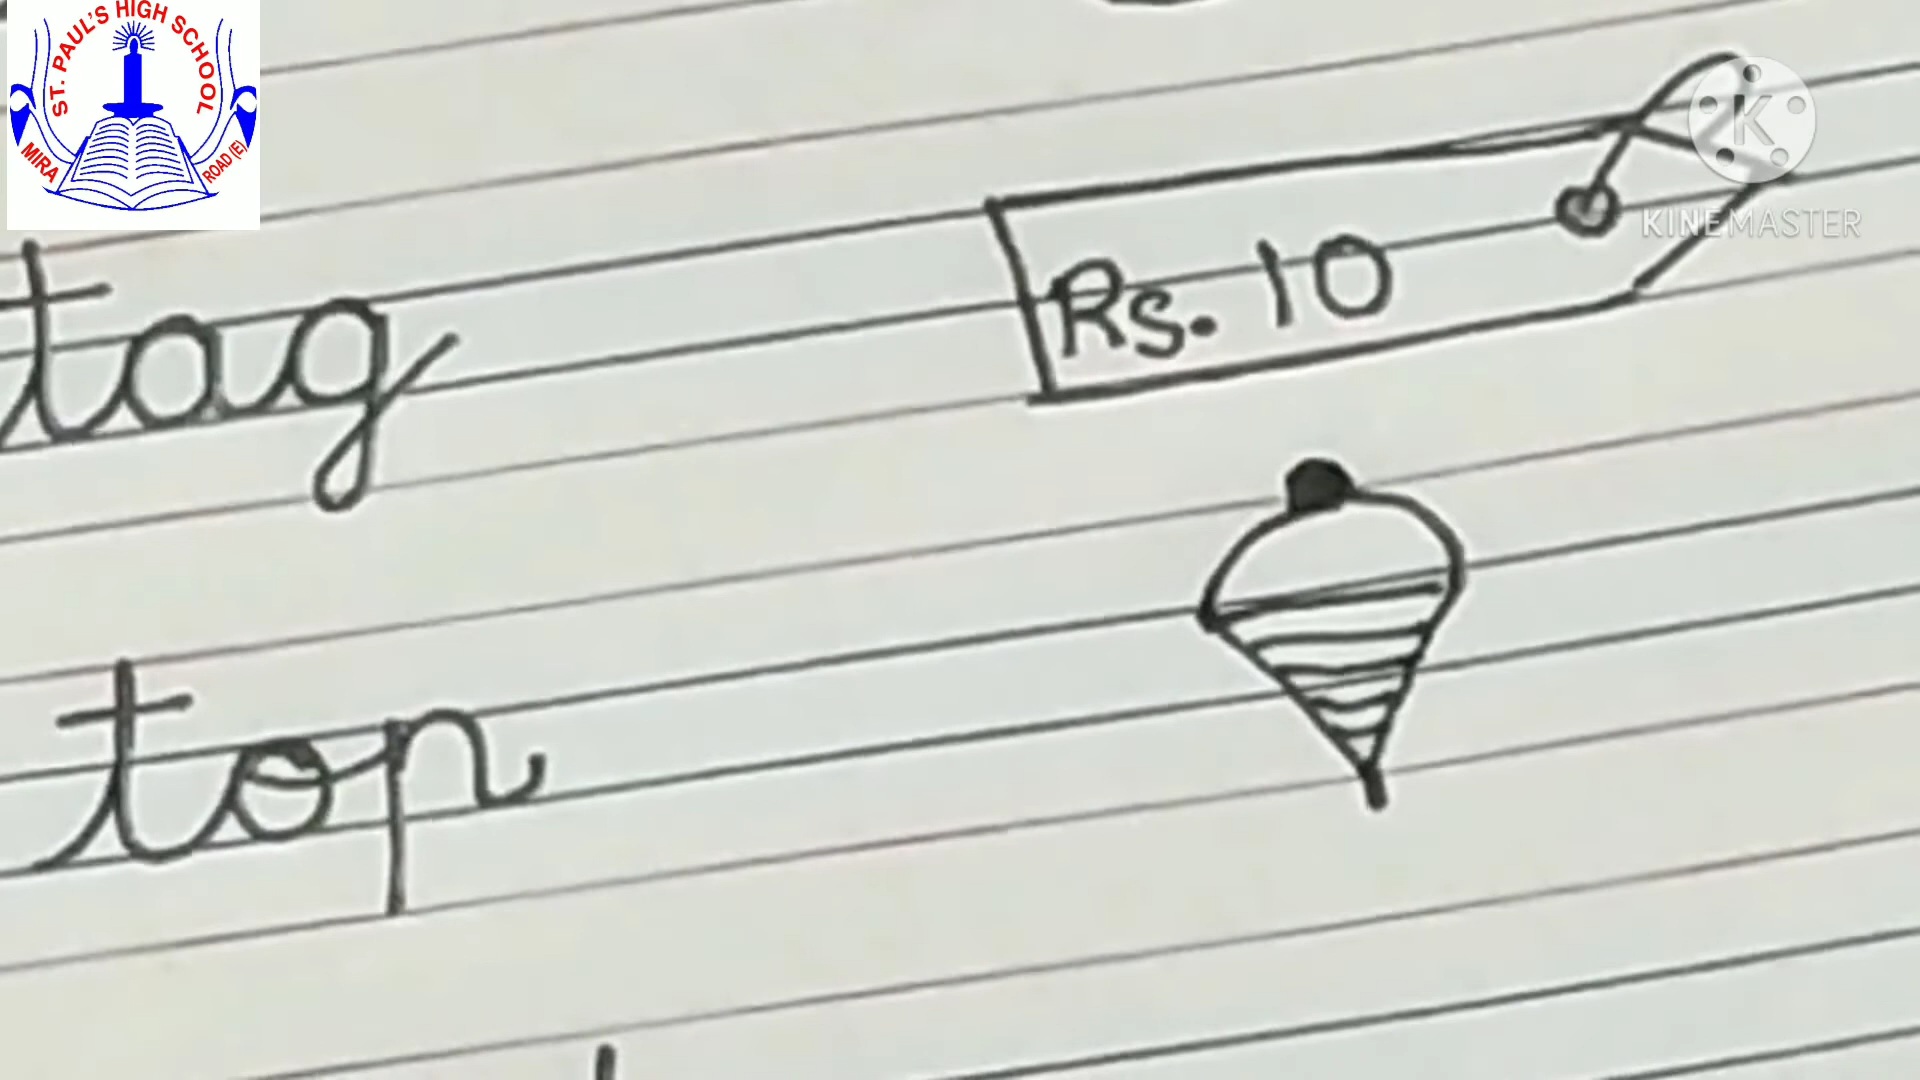 ST. PAUL'S HIGH SCHOOL
MIRA ROAD (E)
KINEMASTER
tag Rs. 10
top